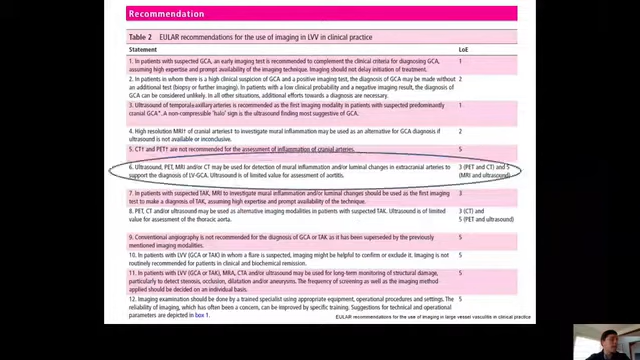 Recommendation
Table 2 EULAR recommendations for the use of imaging in LVV in clinical practice
Statement LoE
1. In patients with suspected GCA, an early imaging test is recommended to complement the clinical criteria for diagnosing GCA, 1
assuming high expertise and prompt availability of the imaging technique. Imaging should not delay initiation of treatment.
2. In patients in whom there is a high clinical suspicion of GCA and a positive imaging test, the diagnosis of GCA may be made without 2
an additional test (biopsy or further imaging). In patients with a low clinical probability and a negative imaging result, the diagnosis of
GCA can be considered unlikely. In all other situations, additional efforts towards a diagnosis are necessary.
3. Ultrasound of temporal±axillary arteries is recommended as the first imaging modality in patients with suspected predominantly 1
cranial GCA*. A non-compressible 'halo' sign is the ultrasound finding most suggestive of GCA.
4. High resolution MRI† of cranial arteries‡ to investigate mural inflammation may be used as an alternative for GCA diagnosis if 2
ultrasound is not available or inconclusive.
5. CT† and PET† are not recommended for the assessment of inflammation of cranial arteries. 5
6. Ultrasound, PET, MRI and/or CT may be used for detection of mural inflammation and/or luminal changes in extracranial arteries to 3 (PET and CT) and 5
support the diagnosis of LV-GCA. Ultrasound is of limited value for assessment of aortitis. (MRI and ultrasound)
7. In patients with suspected TAK, MRI to investigate mural inflammation and/or luminal changes should be used as the first imaging 3
test to make a diagnosis of TAK, assuming high expertise and prompt availability of the technique.
8. PET, CT and/or ultrasound may be used as alternative imaging modalities in patients with suspected TAK. Ultrasound is of limited 3 (CT) and
value for assessment of the thoracic aorta. 5 (PET and ultrasound)
9. Conventional angiography is not recommended for the diagnosis of GCA or TAK as it has been superseded by the previously 5
mentioned imaging modalities.
10. In patients with LVV (GCA or TAK) in whom a flare is suspected, imaging might be helpful to confirm or exclude it. Imaging is not 5
routinely recommended for patients in clinical and biochemical remission.
11. In patients with LVV (GCA or TAK), MRA, CTA and/or ultrasound may be used for long-term monitoring of structural damage, 5
particularly to detect stenosis, occlusion, dilatation and/or aneurysms. The frequency of screening as well as the imaging method
applied should be decided on an individual basis.
12. Imaging examination should be done by a trained specialist using appropriate equipment, operational procedures and settings. The 5
reliability of imaging, which has often been a concern, can be improved by specific training. Suggestions for technical and operational
parameters are depicted in box 1.
EULAR recommendations for the use of imaging in large vessel vasculitis in clinical practice